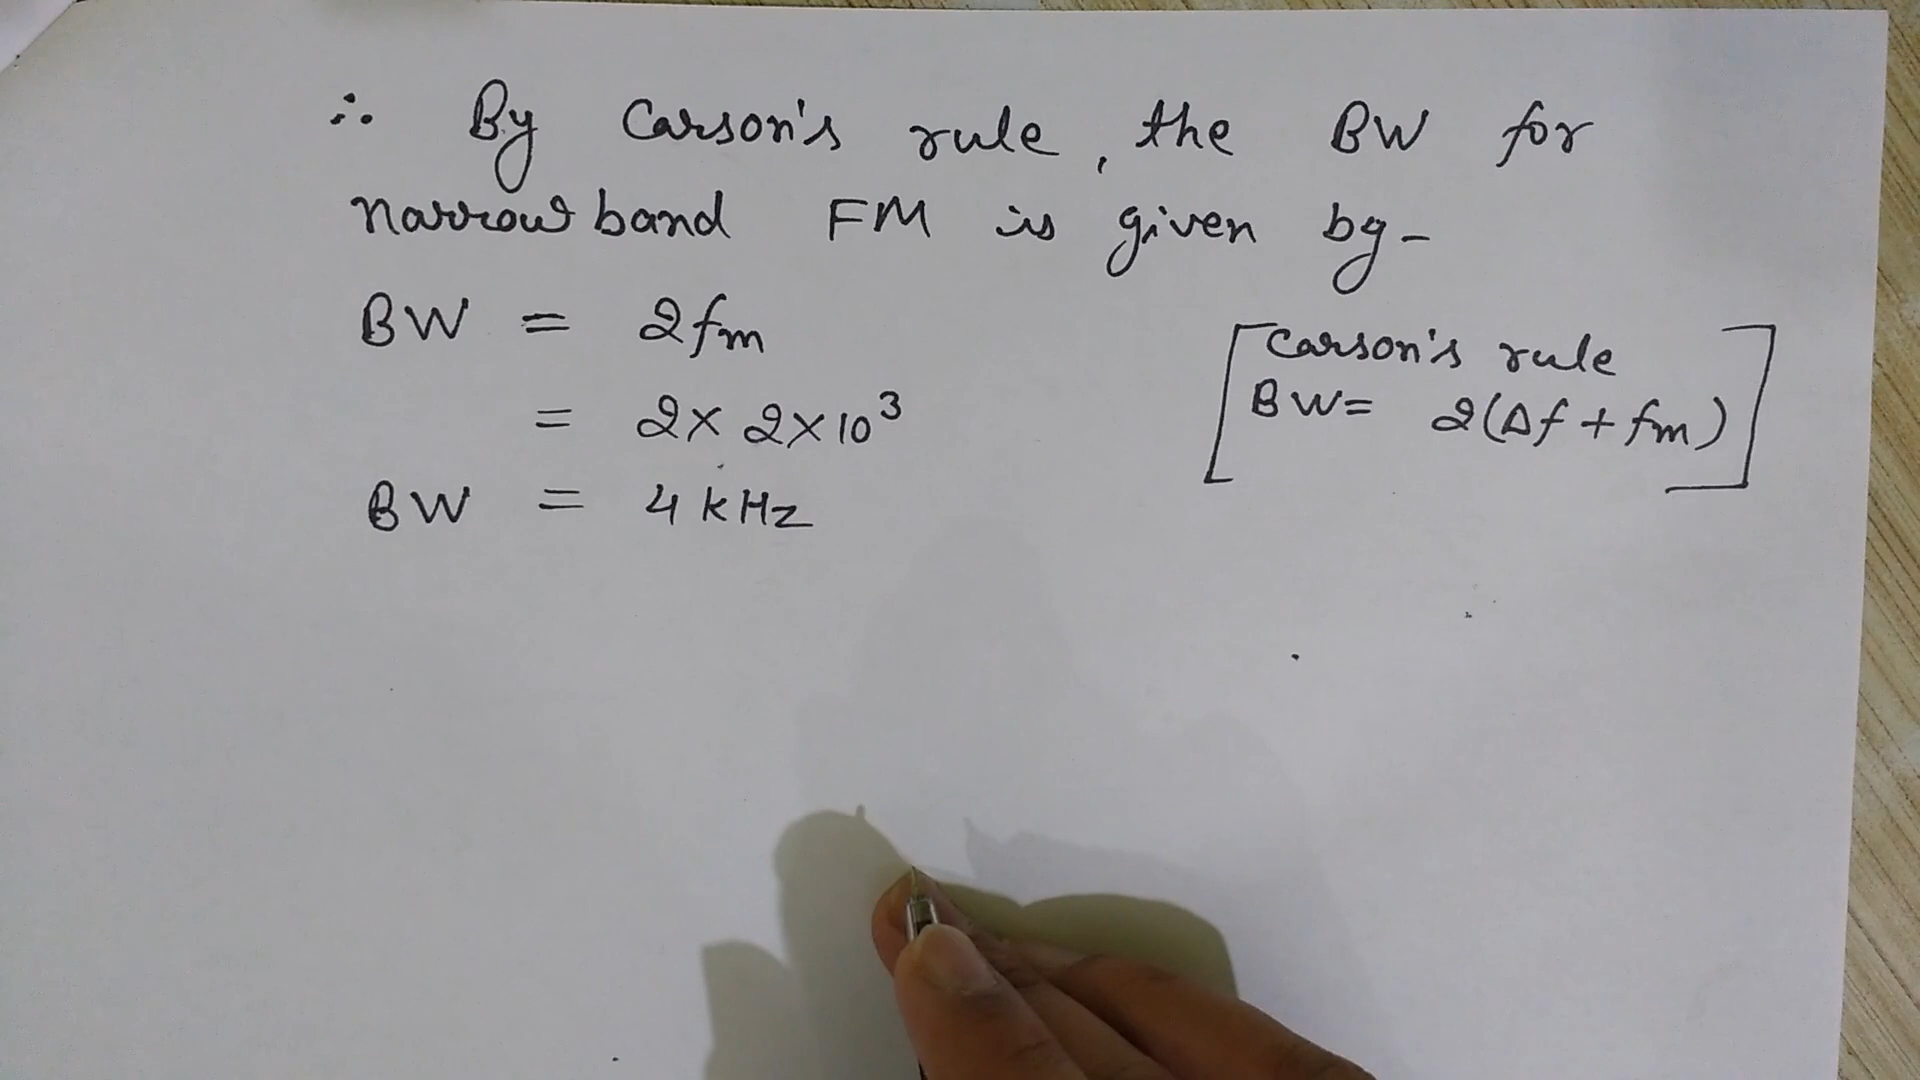 ∴ By Carson's rule, the BW for
narrow band FM is given by-
BW = 2fm
= 2 × 2 × 10³
BW = 4 kHz
[Carson's rule
BW = 2(Δf + fm)]